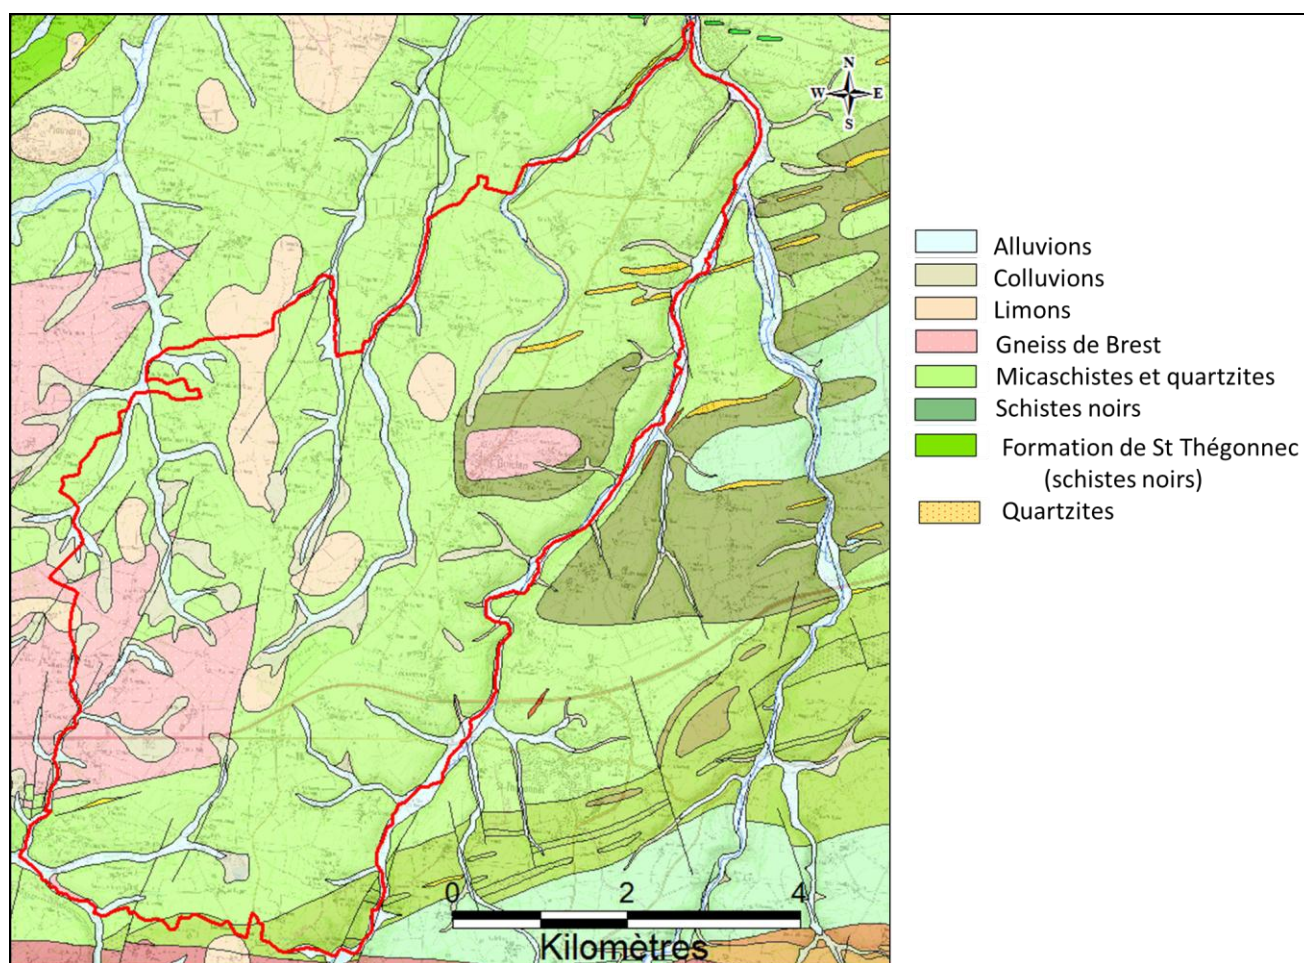 N
W E
S
Alluvions
Colluvions
Limons
Gneiss de Brest
Micaschistes et quartzites
Schistes noirs
Formation de St Thégonnec
(schistes noirs)
Quartzites
0 2 4
Kilomètres